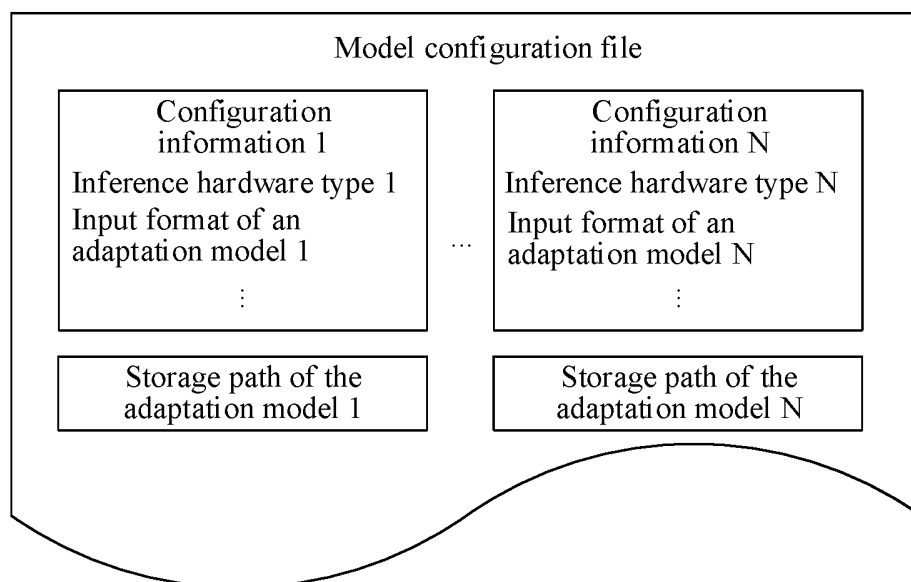 Model configuration file
Configuration
information 1
Inference hardware type 1
Input format of an
adaptation model 1
⋮
Storage path of the
adaptation model 1
...
Configuration
information N
Inference hardware type N
Input format of an
adaptation model N
⋮
Storage path of the
adaptation model N